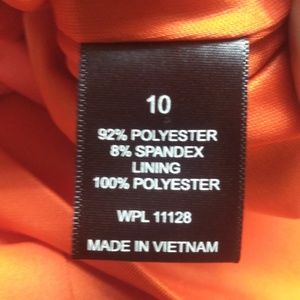 10
92% POLYESTER
8% SPANDEX
LINING
100% POLYESTER
WPL 11128
MADE IN VIETNAM